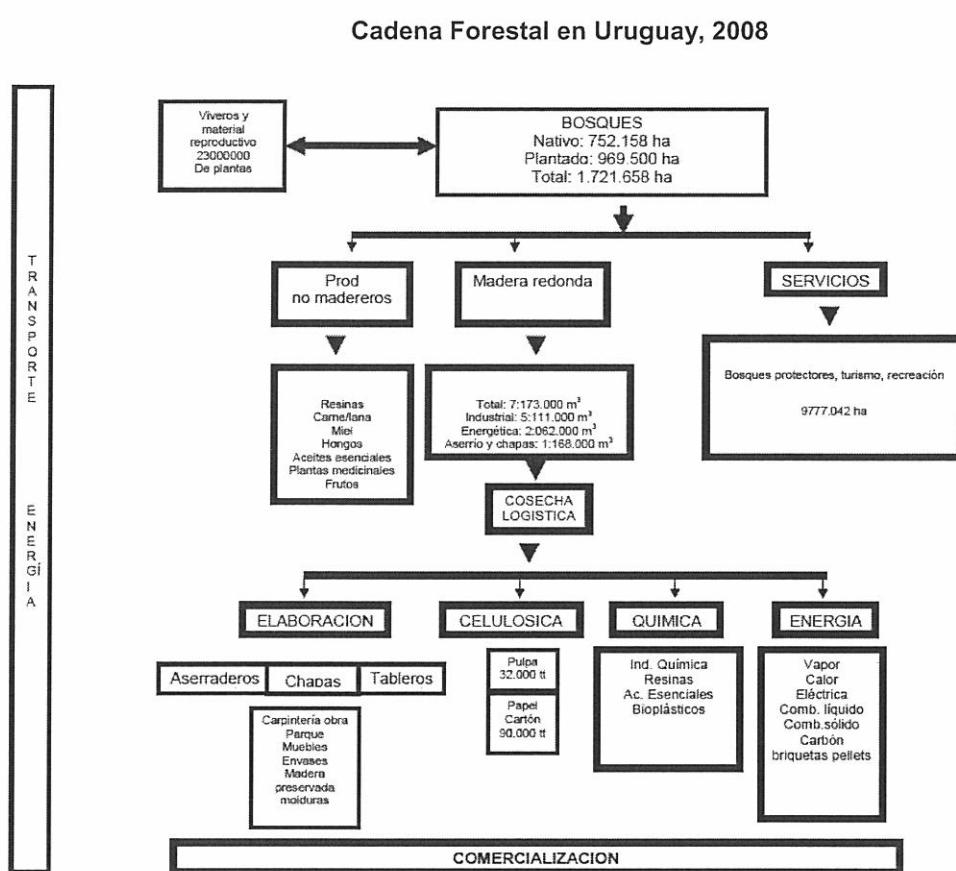 Cadena Forestal en Uruguay, 2008
TRANSPORTE
ENERGÍA
Viveros y
material
reproductivo
23000000
De plantas
BOSQUES
Nativo: 752.158 ha
Plantado: 969.500 ha
Total: 1.721.658 ha
Prod
no madereros
Madera redonda
SERVICIOS
Resinas
Carne/lana
Miel
Hongos
Aceites esenciales
Plantas medicinales
Frutos
Total: 7:173.000 m³
Industrial: 5:111.000 m³
Energética: 2:062.000 m³
Aserrio y chapas: 1:168.000 m³
Bosques protectores, turismo, recreación
9777.042 ha
COSECHA
LOGISTICA
ELABORACION
CELULOSICA
QUIMICA
ENERGIA
Aserraderos
Chapas
Tableros
Carpintería obra
Parque
Muebles
Envases
Madera
preservada
molduras
Pulpa
32.000 tt
Papel
Cartón
90.000 tt
Ind. Química
Resinas
Ac. Esenciales
Bioplásticos
Vapor
Calor
Eléctrica
Comb. líquido
Comb.sólido
Carbón
briquetas pellets
COMERCIALIZACION